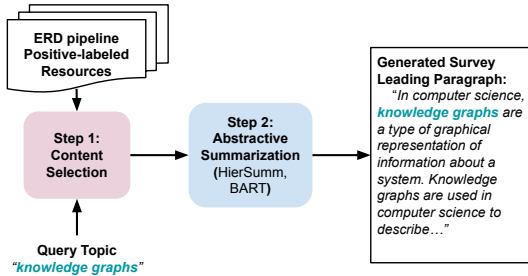 ERD pipeline
Positive-labeled
Resources
Step 1:
Content
Selection
Query Topic
“knowledge graphs”
Step 2:
Abstractive
Summarization
(HierSumm,
BART)
Generated Survey
Leading Paragraph:
“In computer science,
knowledge graphs are
a type of graphical
representation of
information about a
system. Knowledge
graphs are used in
computer science to
describe…”